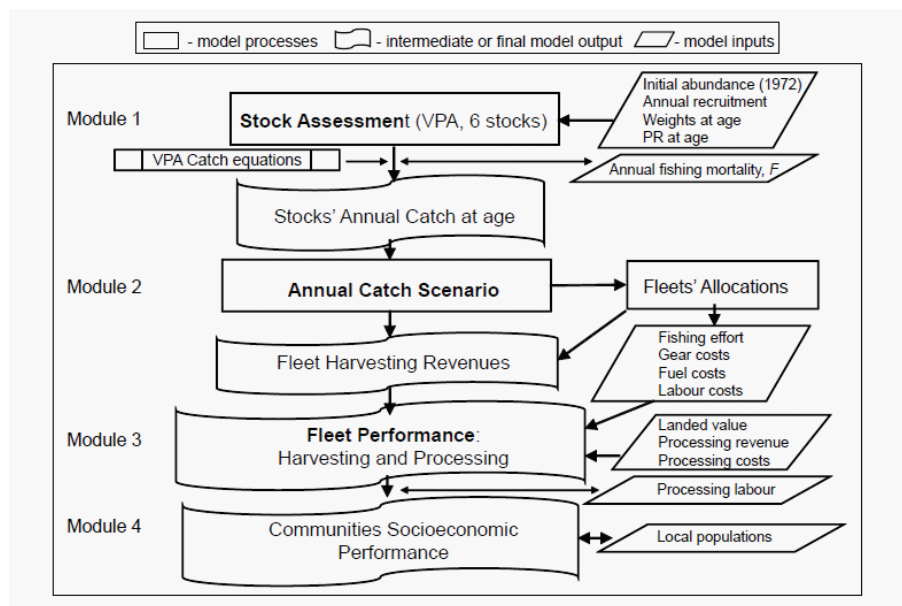 - model processes
- intermediate or final model output
- model inputs
Module 1
Stock Assessment (VPA, 6 stocks)
Initial abundance (1972)
Annual recruitment
Weights at age
PR at age
VPA Catch equations
Annual fishing mortality, F
Stocks' Annual Catch at age
Module 2
Annual Catch Scenario
Fleets' Allocations
Fleet Harvesting Revenues
Fishing effort
Gear costs
Fuel costs
Labour costs
Module 3
Fleet Performance:
Harvesting and Processing
Landed value
Processing revenue
Processing costs
Processing labour
Module 4
Communities Socioeconomic
Performance
Local populations